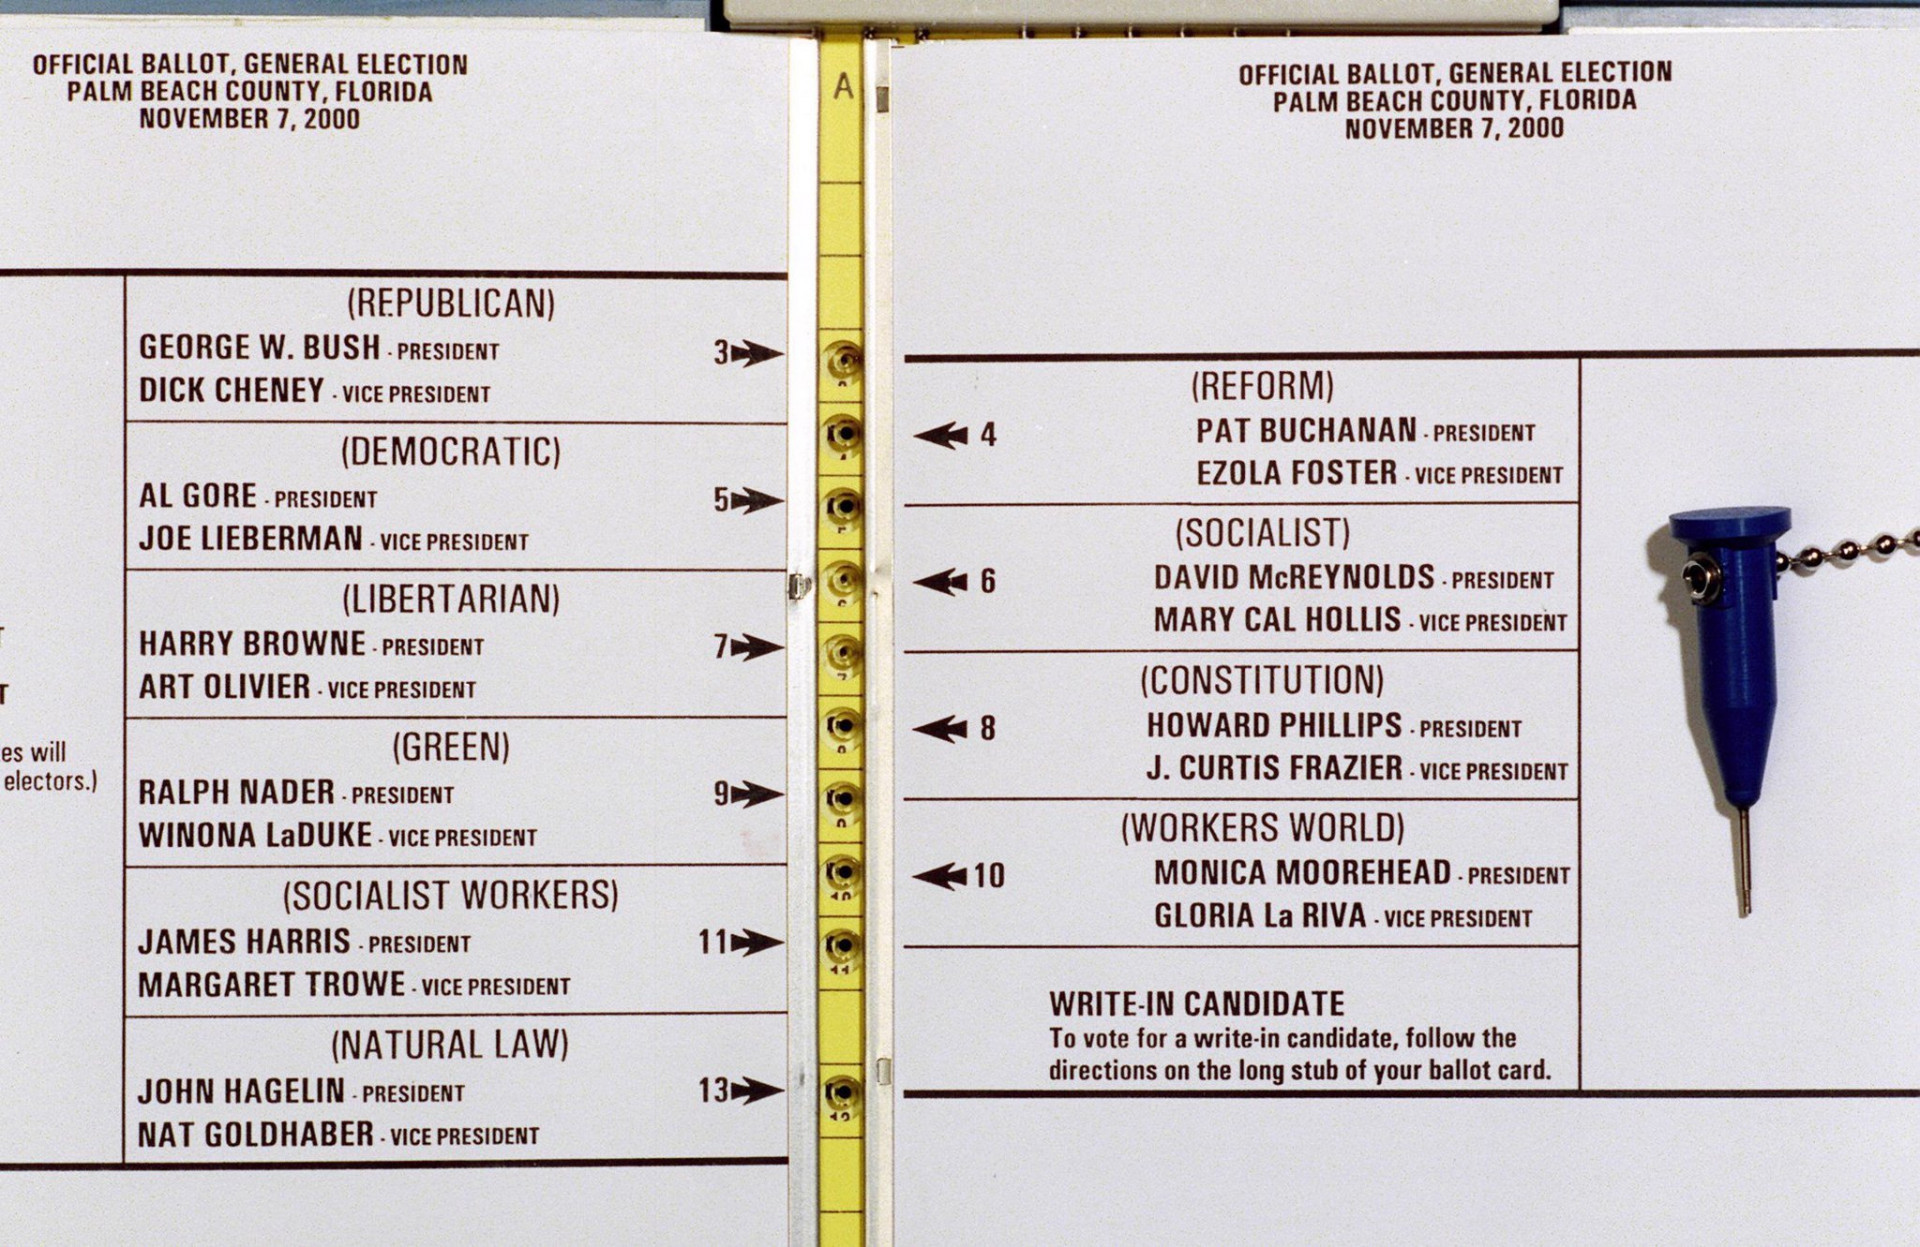 OFFICIAL BALLOT, GENERAL ELECTION
PALM BEACH COUNTY, FLORIDA
NOVEMBER 7, 2000
es will
electors.)
(REPUBLICAN)
GEORGE W. BUSH - PRESIDENT
DICK CHENEY - VICE PRESIDENT
3
(DEMOCRATIC)
AL GORE - PRESIDENT
JOE LIEBERMAN - VICE PRESIDENT
5
(LIBERTARIAN)
HARRY BROWNE - PRESIDENT
ART OLIVIER - VICE PRESIDENT
7
(GREEN)
RALPH NADER - PRESIDENT
WINONA LaDUKE - VICE PRESIDENT
9
(SOCIALIST WORKERS)
JAMES HARRIS - PRESIDENT
MARGARET TROWE - VICE PRESIDENT
11
(NATURAL LAW)
JOHN HAGELIN - PRESIDENT
NAT GOLDHABER - VICE PRESIDENT
13
A
OFFICIAL BALLOT, GENERAL ELECTION
PALM BEACH COUNTY, FLORIDA
NOVEMBER 7, 2000
(REFORM)
4 PAT BUCHANAN - PRESIDENT
EZOLA FOSTER - VICE PRESIDENT
(SOCIALIST)
6 DAVID McREYNOLDS - PRESIDENT
MARY CAL HOLLIS - VICE PRESIDENT
(CONSTITUTION)
8 HOWARD PHILLIPS - PRESIDENT
J. CURTIS FRAZIER - VICE PRESIDENT
(WORKERS WORLD)
10 MONICA MOOREHEAD - PRESIDENT
GLORIA La RIVA - VICE PRESIDENT
WRITE-IN CANDIDATE
To vote for a write-in candidate, follow the
directions on the long stub of your ballot card.